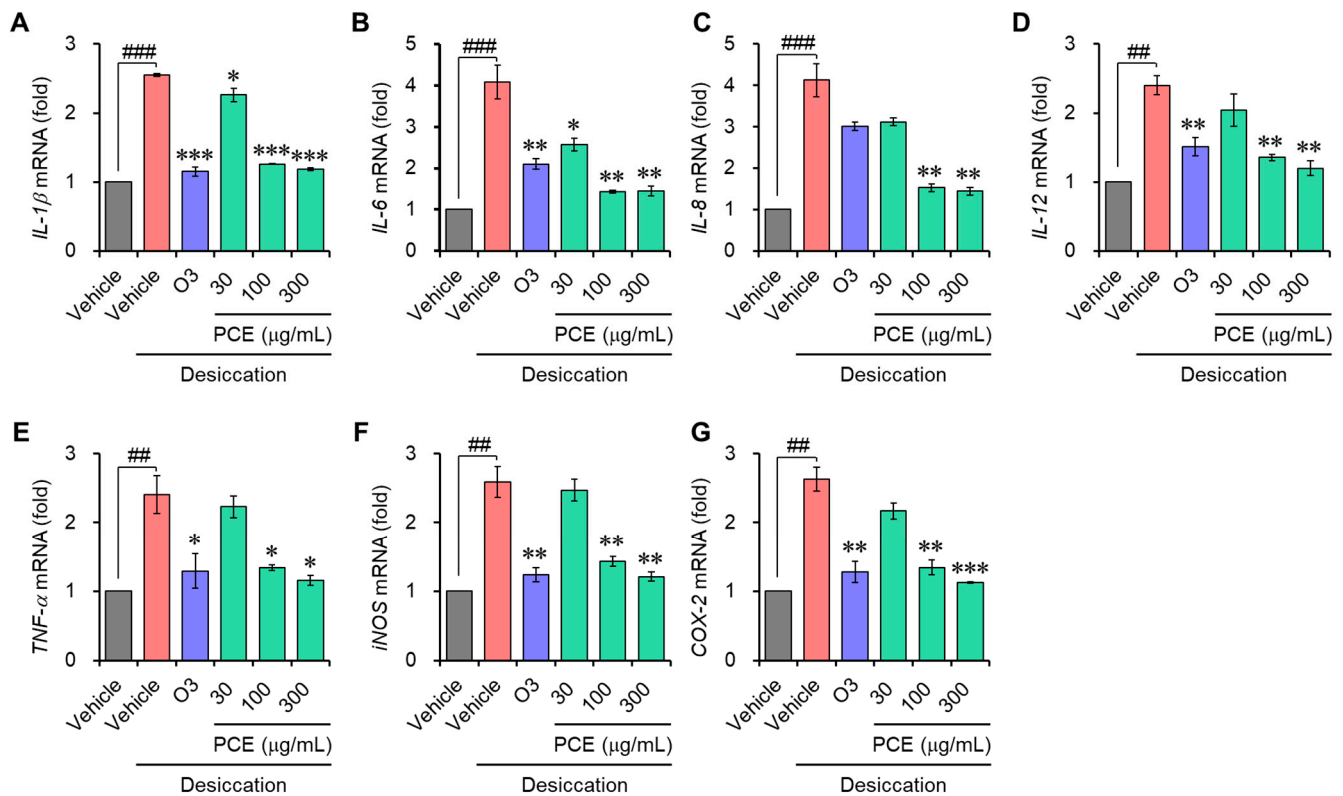 A
IL-1β mRNA (fold)
3
2
1
0
###
***
*
***
***
Vehicle
Vehicle
O3
30
100
300
PCE (μg/mL)
Desiccation
B
IL-6 mRNA (fold)
5
4
3
2
1
0
###
**
*
**
**
Vehicle
Vehicle
O3
30
100
300
PCE (μg/mL)
Desiccation
C
IL-8 mRNA (fold)
5
4
3
2
1
0
###
**
**
Vehicle
Vehicle
O3
30
100
300
PCE (μg/mL)
Desiccation
D
IL-12 mRNA (fold)
3
2
1
0
##
**
**
**
Vehicle
Vehicle
O3
30
100
300
PCE (μg/mL)
Desiccation
E
TNF-α mRNA (fold)
3
2
1
0
##
*
*
*
Vehicle
Vehicle
O3
30
100
300
PCE (μg/mL)
Desiccation
F
iNOS mRNA (fold)
3
2
1
0
##
**
**
**
Vehicle
Vehicle
O3
30
100
300
PCE (μg/mL)
Desiccation
G
COX-2 mRNA (fold)
3
2
1
0
##
**
**
***
Vehicle
Vehicle
O3
30
100
300
PCE (μg/mL)
Desiccation